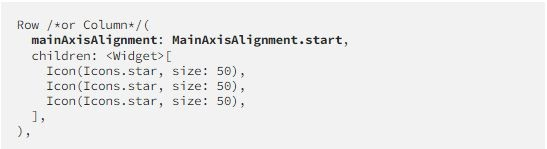 Row /*or Column*/(
  mainAxisAlignment: MainAxisAlignment.start,
  children: <Widget>[
    Icon(Icons.star, size: 50),
    Icon(Icons.star, size: 50),
    Icon(Icons.star, size: 50),
  ],
),